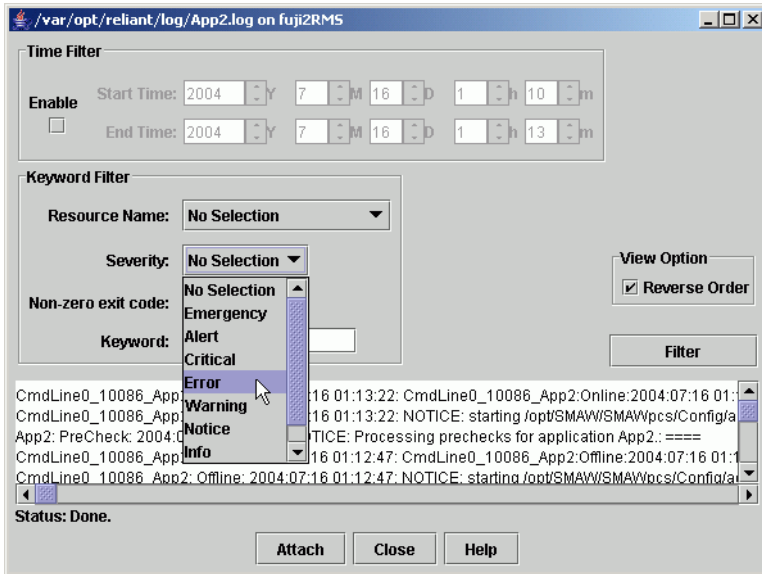 /var/opt/reliant/log/App2.log on fuji2RMS
Time Filter
Enable
Start Time: 2004 Y 7 M 16 D 1 h 10 m
End Time: 2004 Y 7 M 16 D 1 h 13 m
Keyword Filter
Resource Name: No Selection
Severity: No Selection
No Selection
Emergency
Alert
Critical
Error
Warning
Notice
Info
Non-zero exit code:
Keyword:
View Option
Reverse Order
Filter
CmdLine0_10086_App :16 01:13:22: CmdLine0_10086_App2:Online:2004:07:16 01:
CmdLine0_10086_App :16 01:13:22: NOTICE: starting /opt/SMAW/SMAWpcs/Config/a
App2: PreCheck: 2004:0 TICE: Processing prechecks for application App2.: ====
CmdLine0_10086_App :16 01:12:47: CmdLine0_10086_App2:Offline:2004:07:16 01:1
CmdLine0_10086_App2: Offline: 2004:07:16 01:12:47: NOTICE: starting /opt/SMAW/SMAWpcs/Config/a
Status: Done.
Attach Close Help